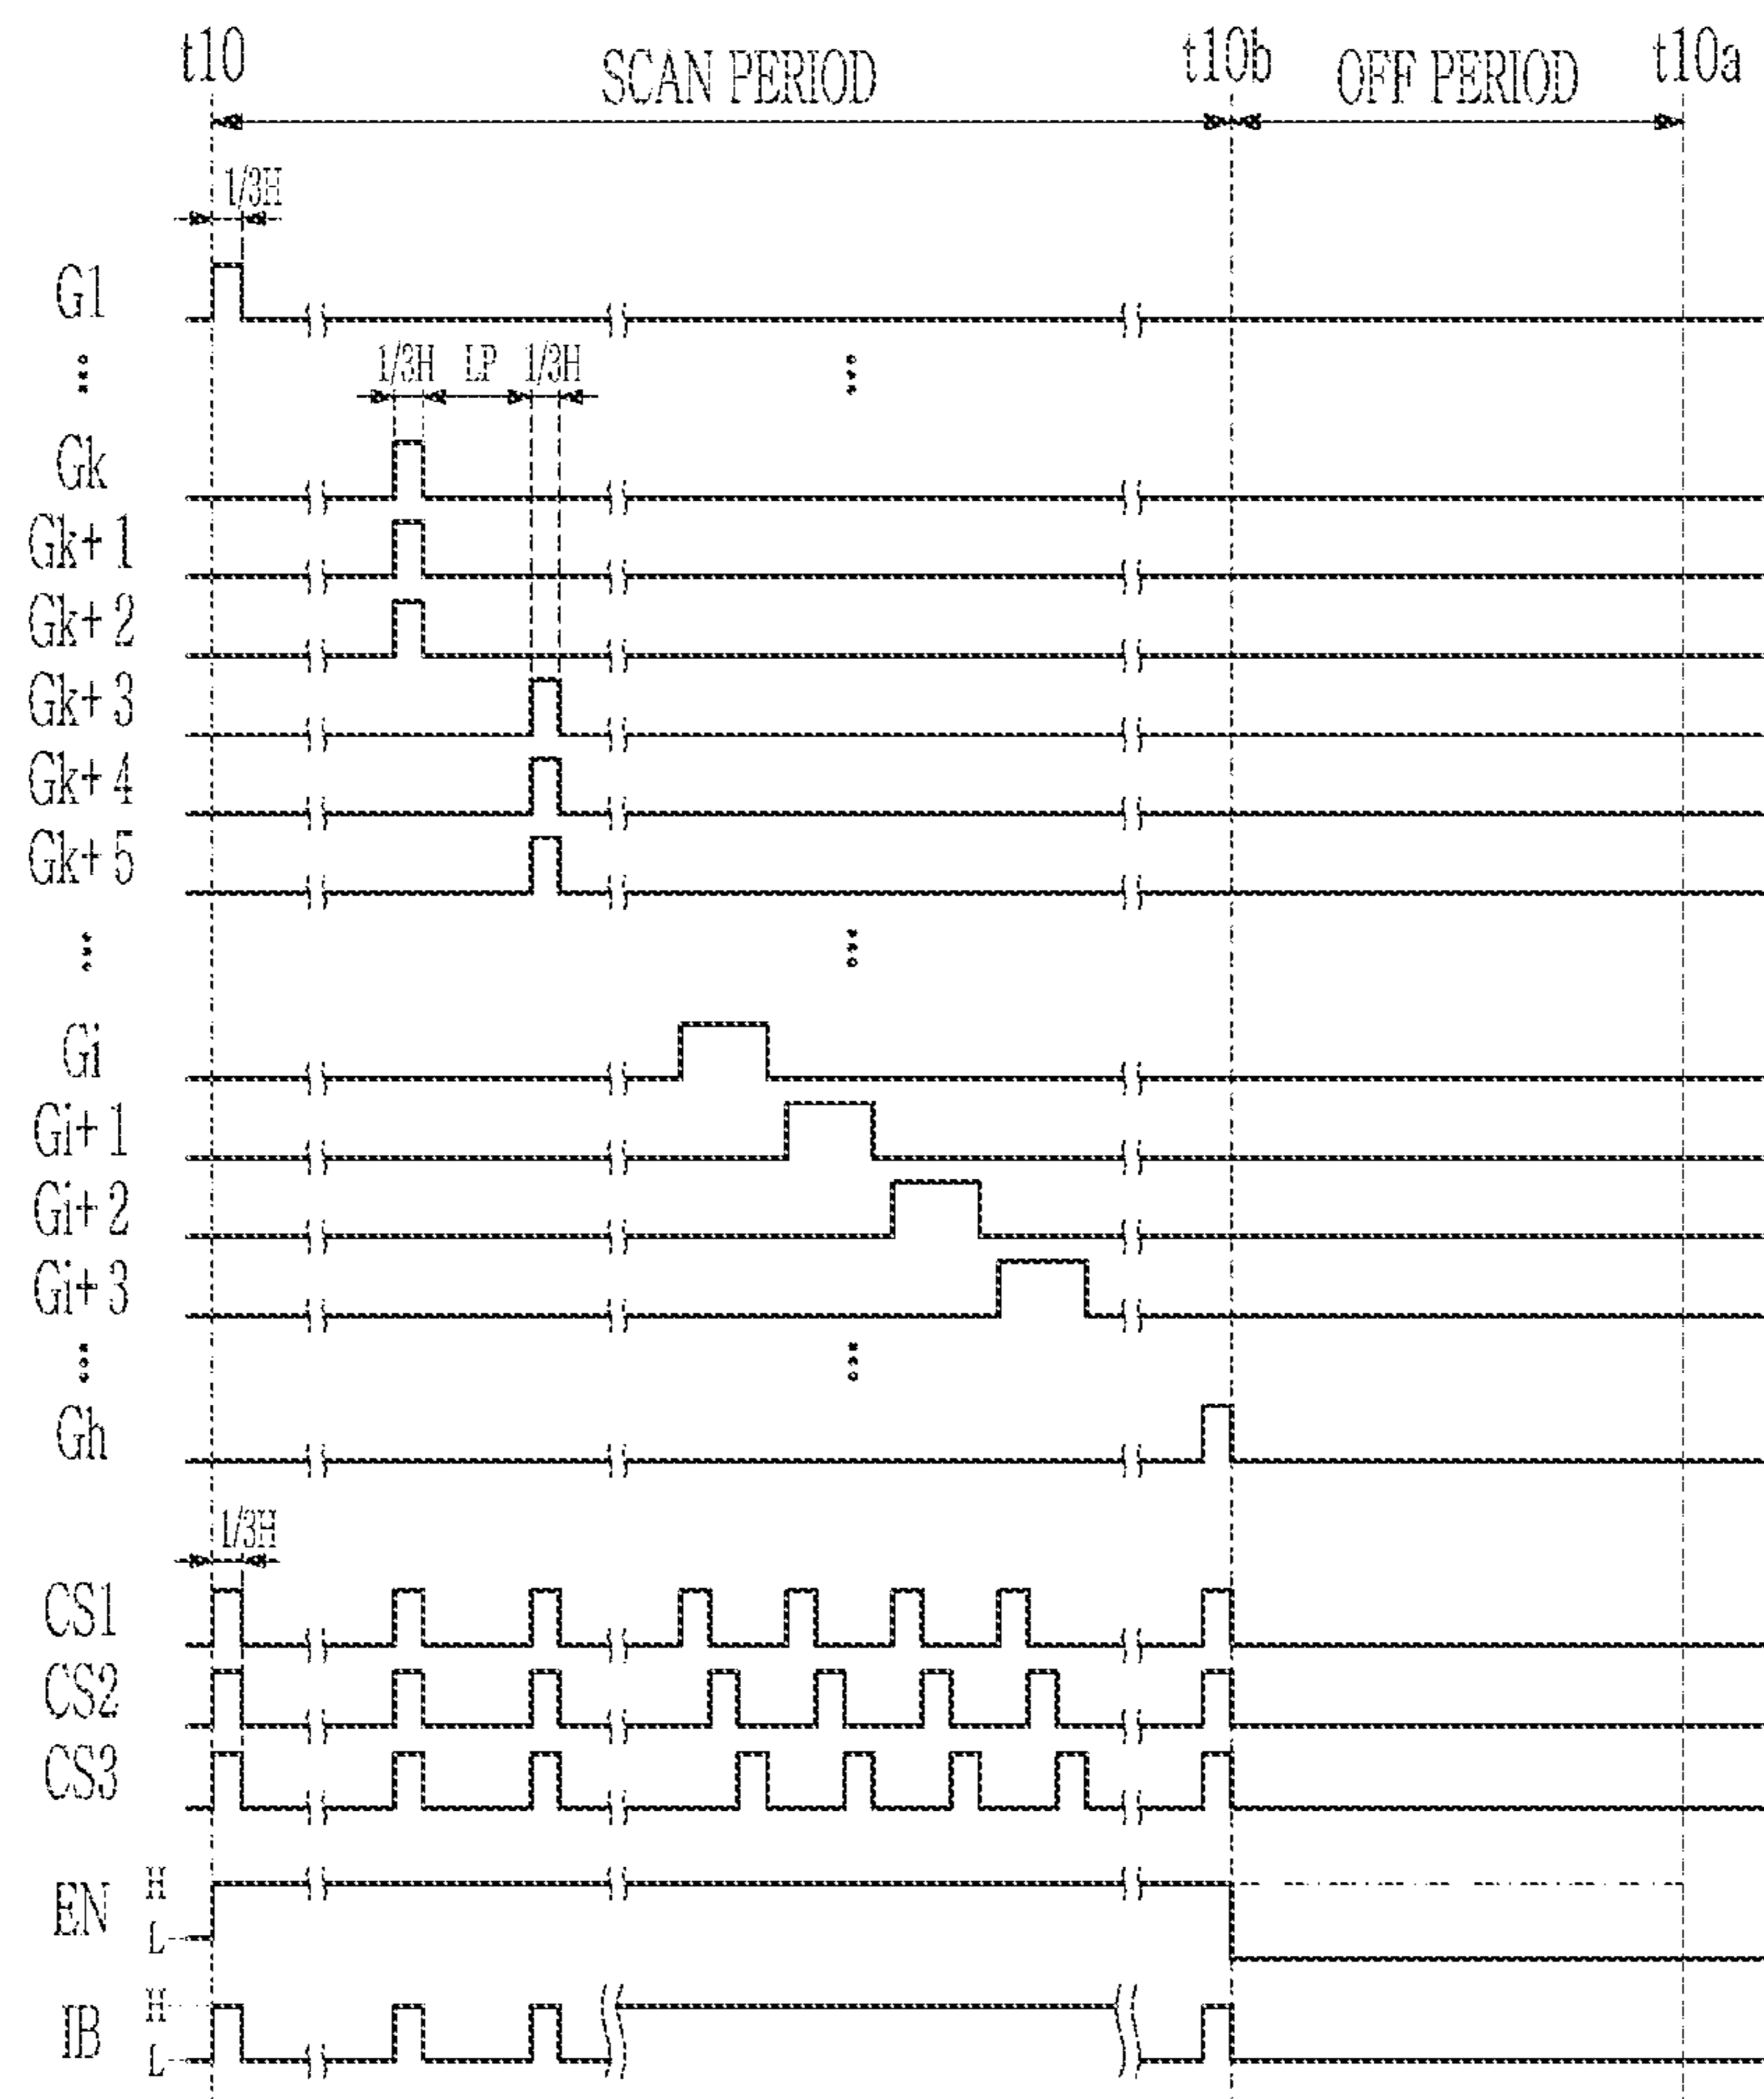 t10 SCAN PERIOD t10b OFF PERIOD t10a
1/3H
G1
1/3H LP 1/3H
Gk
Gk+1
Gk+2
Gk+3
Gk+4
Gk+5
Gi
Gi+1
Gi+2
Gi+3
Gh
1/3H
CS1
CS2
CS3
EN H
L
IB H
L